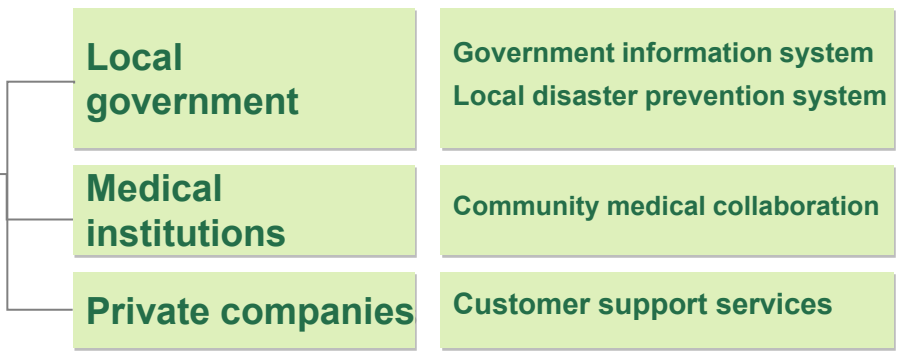 Local
government
Government information system
Local disaster prevention system
Medical
institutions
Community medical collaboration
Private companies
Customer support services